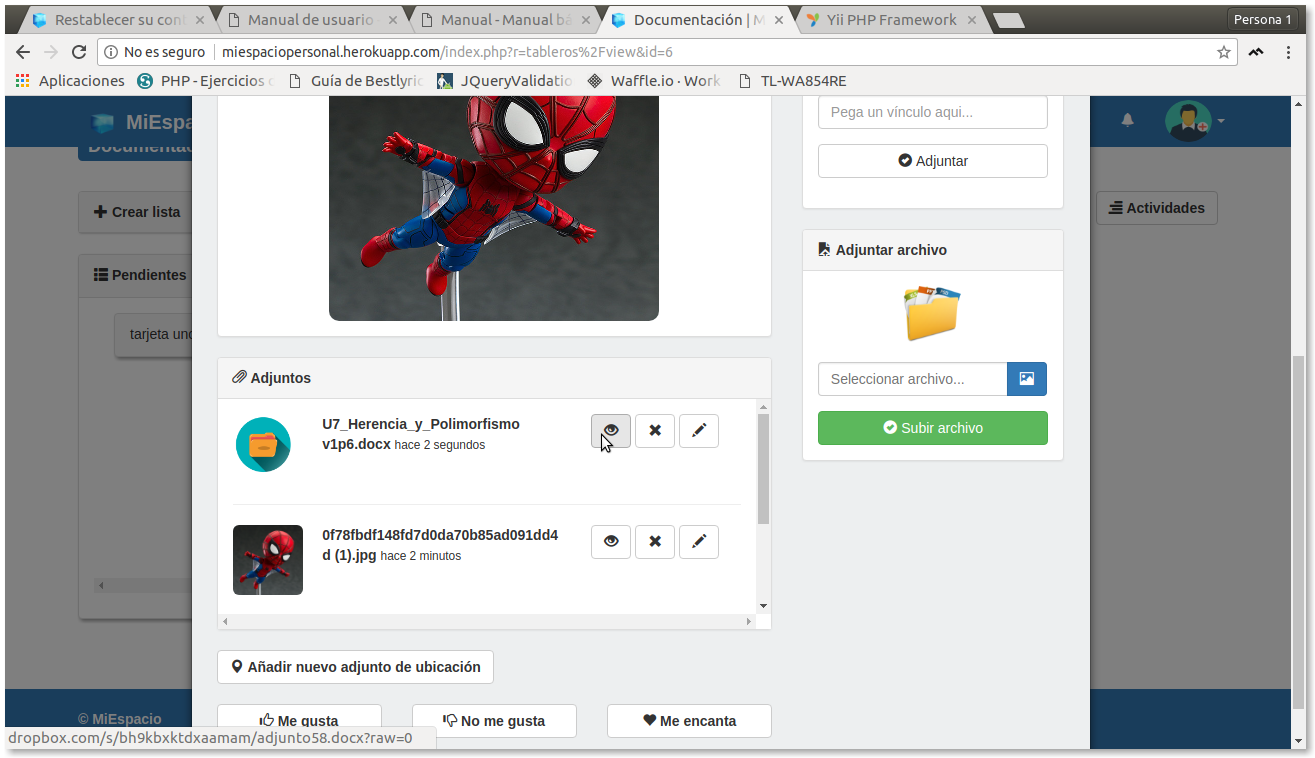 Restablecer su con
Manual de usuario
Manual - Manual bá
Documentación | M
Yii PHP Framework
Persona 1
No es seguro
miespaciopersonal.herokuapp.com/index.php?r=tableros%2Fview&id=6
Aplicaciones
PHP - Ejercicios
Guía de Bestlyric
JQueryValidatio
Waffle.io · Work
TL-WA854RE
MiEspa
Documentac
Pega un vínculo aqui...
Adjuntar
Crear lista
Actividades
Pendientes
tarjeta uno
Adjuntar archivo
Seleccionar archivo...
Subir archivo
Adjuntos
U7_Herencia_y_Polimorfismo
v1p6.docx hace 2 segundos
0f78fbdf148fd7d0da70b85ad091dd4
d (1).jpg hace 2 minutos
Añadir nuevo adjunto de ubicación
Me gusta
No me gusta
Me encanta
© MiEspacio
dropbox.com/s/bh9kbxktdxaamam/adjunto58.docx?raw=0